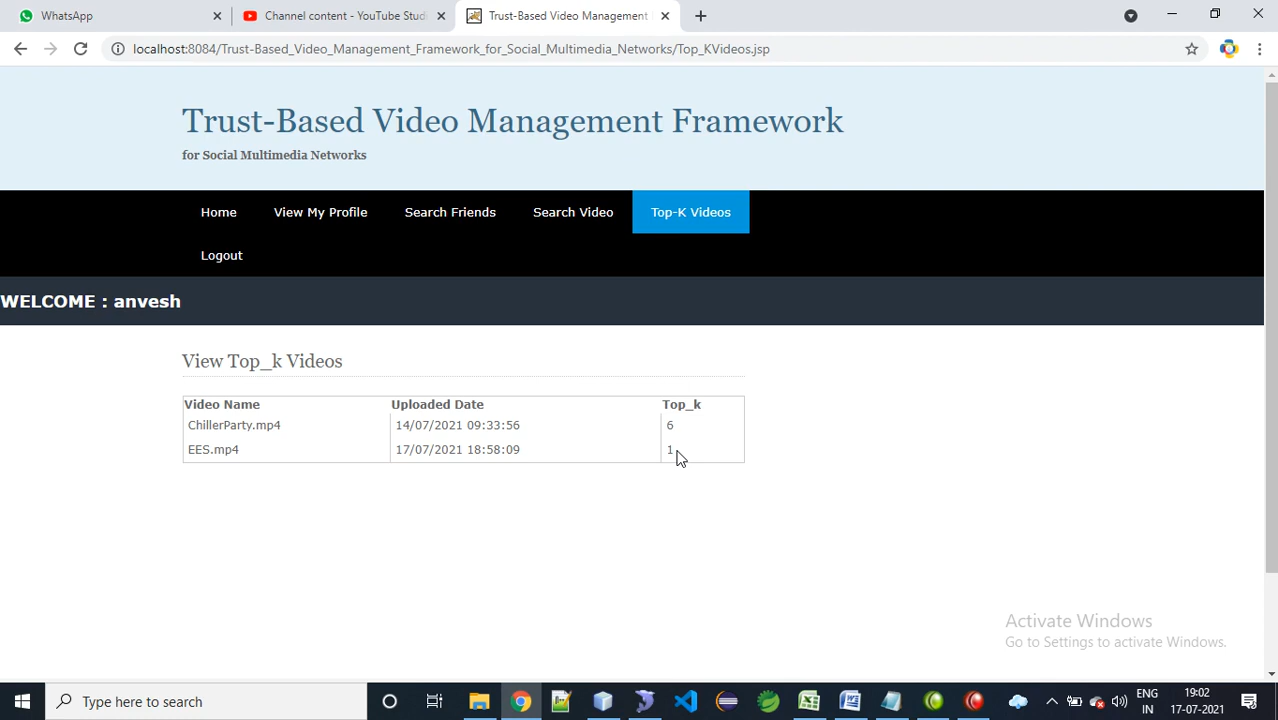 WhatsApp
Channel content - YouTube Studi
Trust-Based Video Management
localhost:8084/Trust-Based_Video_Management_Framework_for_Social_Multimedia_Networks/Top_KVideos.jsp
Trust-Based Video Management Framework
for Social Multimedia Networks
Home View My Profile Search Friends Search Video Top-K Videos
Logout
WELCOME : anvesh
View Top_k Videos
Video Name Uploaded Date Top_k
ChillerParty.mp4 14/07/2021 09:33:56 6
EES.mp4 17/07/2021 18:58:09 1
Activate Windows
Go to Settings to activate Windows.
Type here to search
ENG 19:02
IN 17-07-2021